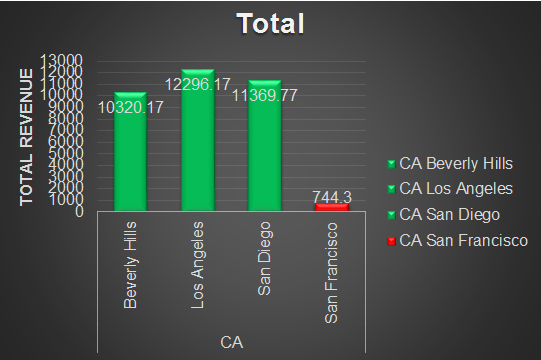 Total
TOTAL REVENUE
13000
12000
11000
10000
9000
8000
7000
6000
5000
4000
3000
2000
1000
0
10320.17
12296.17
11369.77
744.3
Beverly Hills
Los Angeles
San Diego
San Francisco
CA
CA Beverly Hills
CA Los Angeles
CA San Diego
CA San Francisco